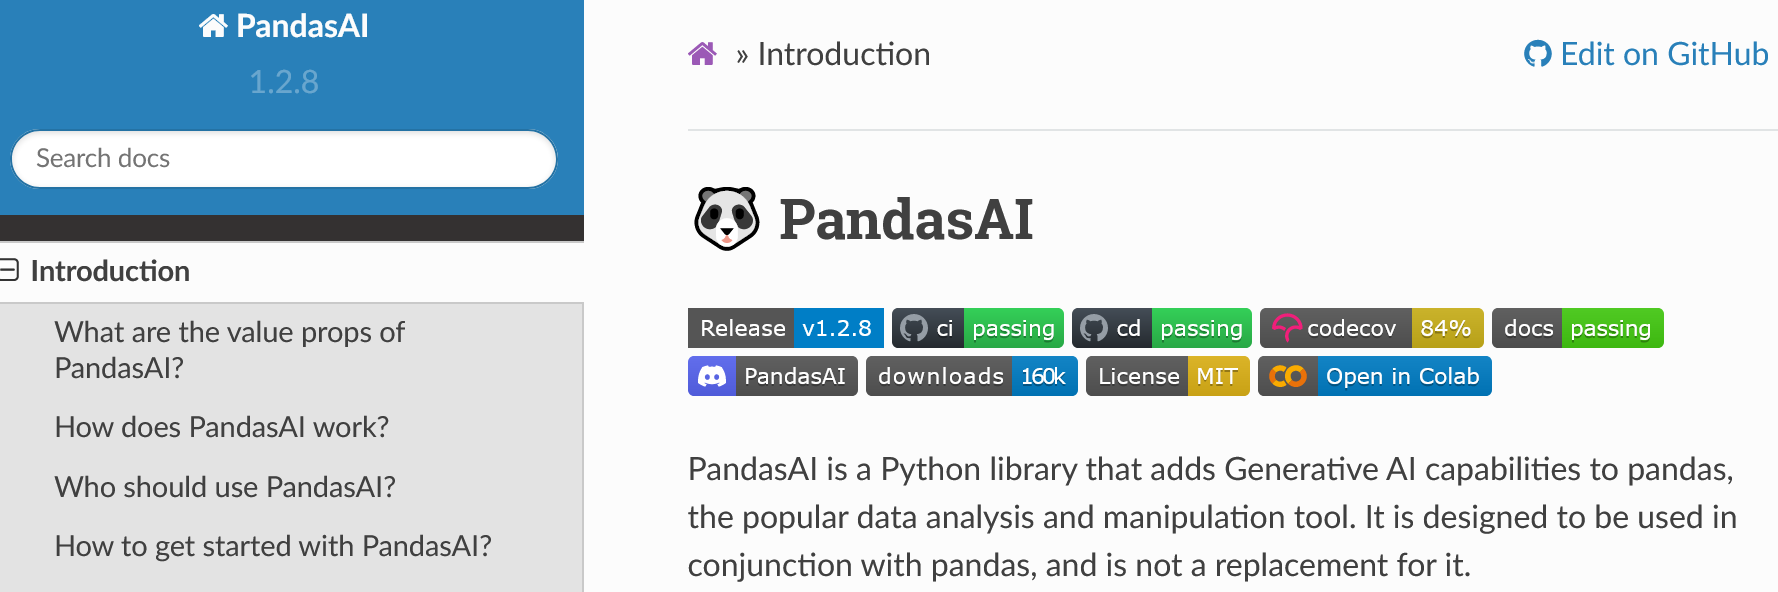 PandasAI
1.2.8
Search docs
Introduction
What are the value props of
PandasAI?
How does PandasAI work?
Who should use PandasAI?
How to get started with PandasAI?
» Introduction
Edit on GitHub
PandasAI
Release v1.2.8 ci passing cd passing codecov 84% docs passing
PandasAI downloads 160k License MIT Open in Colab
PandasAI is a Python library that adds Generative AI capabilities to pandas,
the popular data analysis and manipulation tool. It is designed to be used in
conjunction with pandas, and is not a replacement for it.